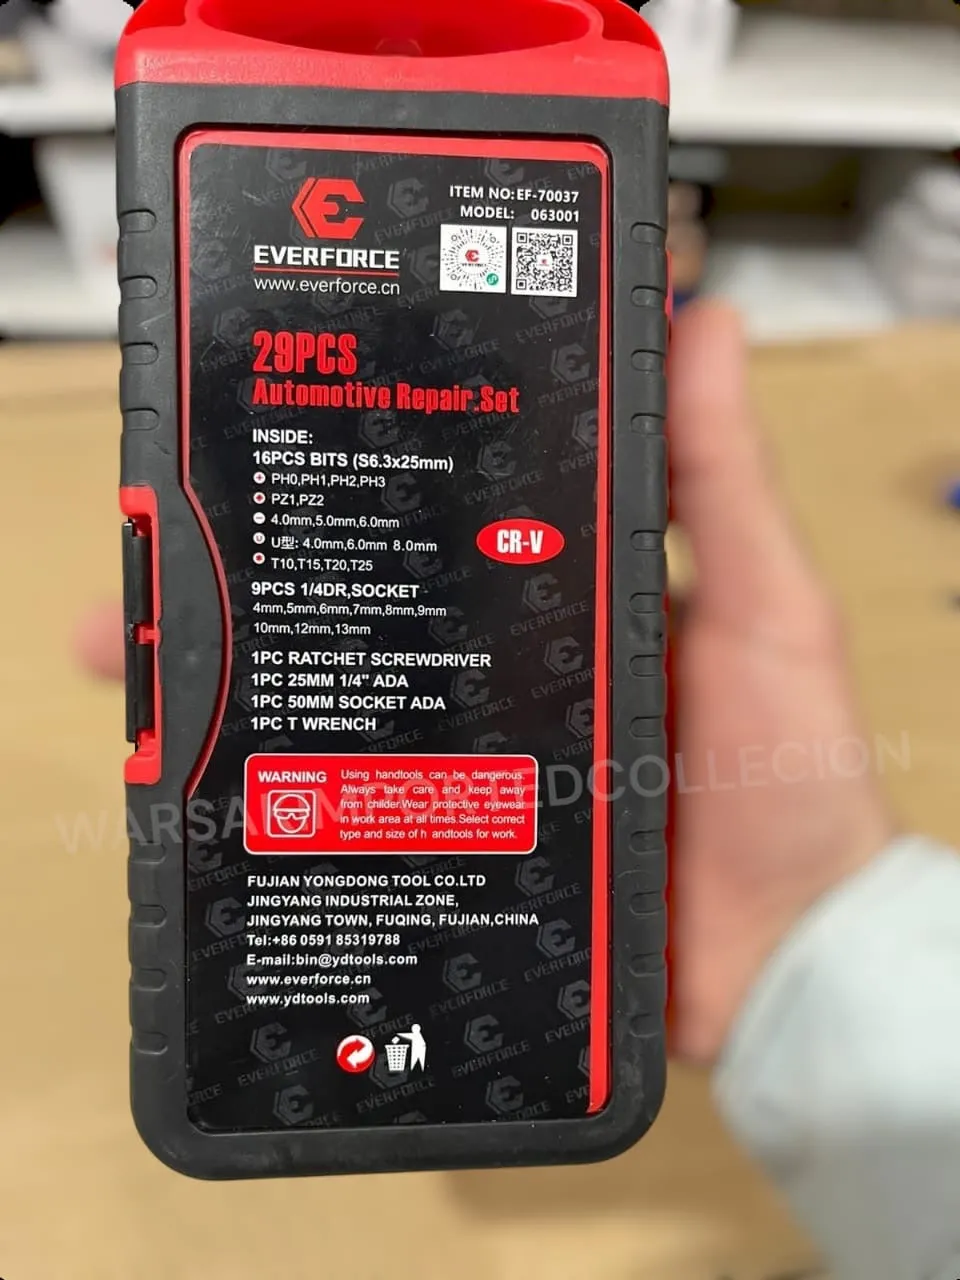 EVERFORCE
www.everforce.cn
ITEM NO:EF-70037
MODEL: 063001
29PCS
Automotive Repair.Set
INSIDE:
16PCS BITS (S6.3x25mm)
PH0,PH1,PH2,PH3
PZ1,PZ2
4.0mm,5.0mm,6.0mm
U型: 4.0mm,6.0mm 8.0mm
T10,T15,T20,T25
CR-V
9PCS 1/4DR,SOCKET
4mm,5mm,6mm,7mm,8mm,9mm
10mm,12mm,13mm
1PC RATCHET SCREWDRIVER
1PC 25MM 1/4" ADA
1PC 50MM SOCKET ADA
1PC T WRENCH
WARNING
Using handtools can be dangerous.
Always take care and keep away
from childer.Wear protective eyewear
in work area at all times.Select correct
type and size of h andtools for work.
FUJIAN YONGDONG TOOL CO.LTD
JINGYANG INDUSTRIAL ZONE,
JINGYANG TOWN, FUQING, FUJIAN,CHINA
Tel:+86 0591 85319788
E-mail:bin@ydtools.com
www.everforce.cn
www.ydtools.com